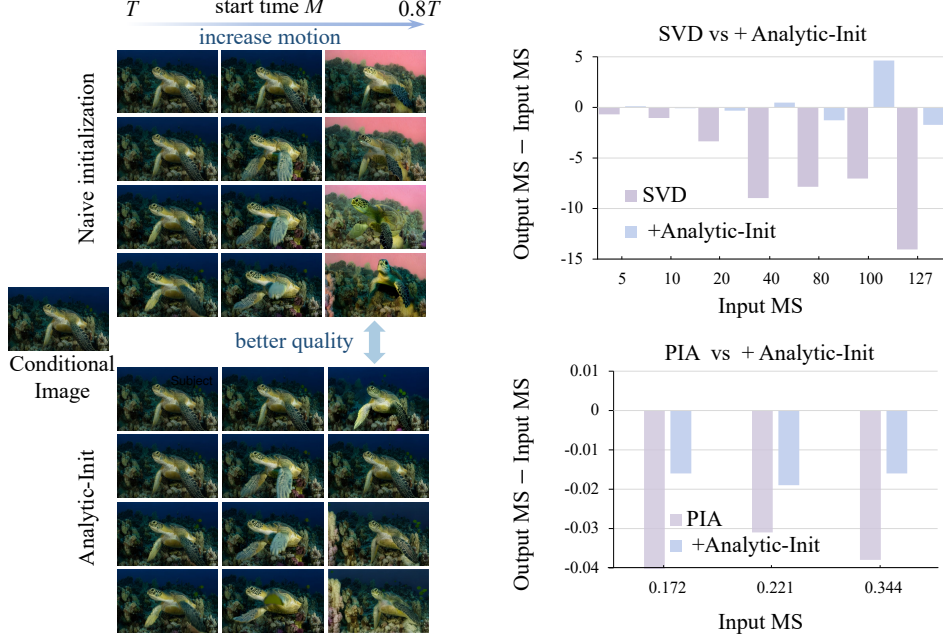 T
start time M
0.8T
increase motion
Naive initialization
better quality
Conditional
Image
Subject
Analytic-Init
SVD vs + Analytic-Init
Output MS − Input MS
5
0
-5
-10
-15
SVD
+Analytic-Init
5 10 20 40 80 100 127
Input MS
PIA vs + Analytic-Init
Output MS − Input MS
0.01
0
-0.01
-0.02
-0.03
-0.04
PIA
+Analytic-Init
0.172 0.221 0.344
Input MS